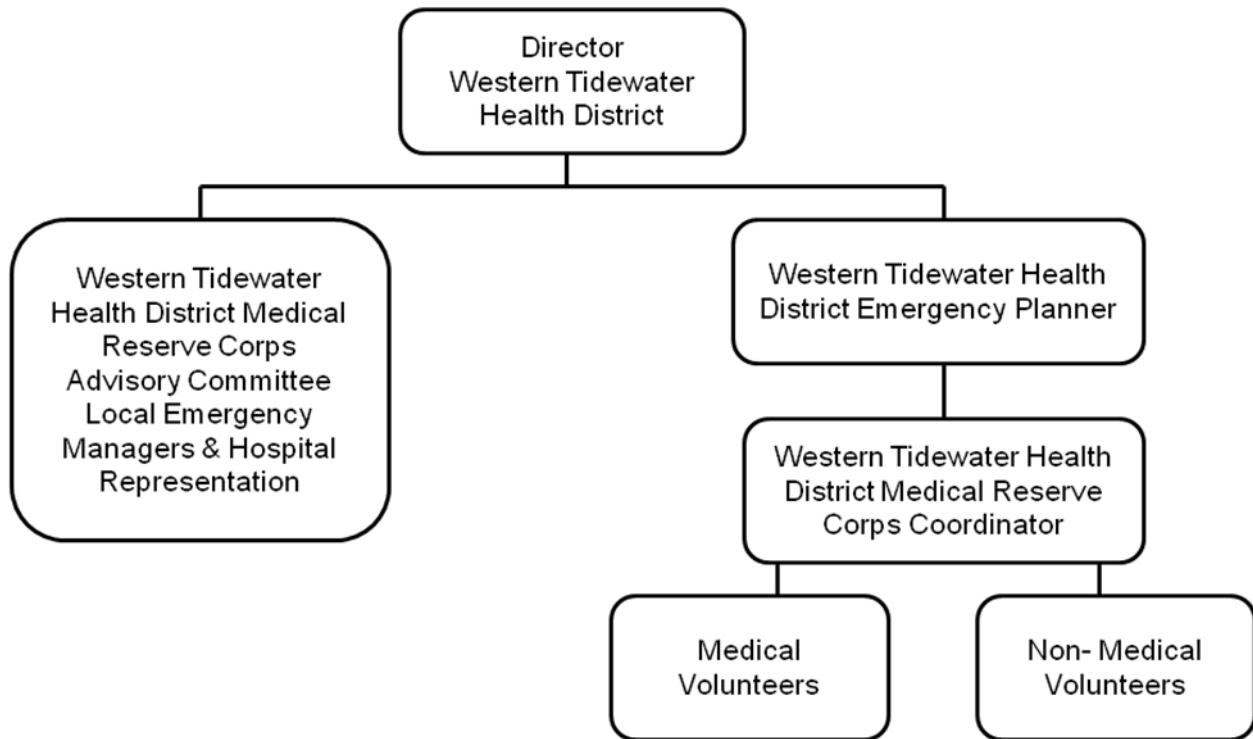 Director
Western Tidewater
Health District
Western Tidewater
Health District Medical
Reserve Corps
Advisory Committee
Local Emergency
Managers & Hospital
Representation
Western Tidewater Health
District Emergency Planner
Western Tidewater Health
District Medical Reserve
Corps Coordinator
Medical
Volunteers
Non- Medical
Volunteers